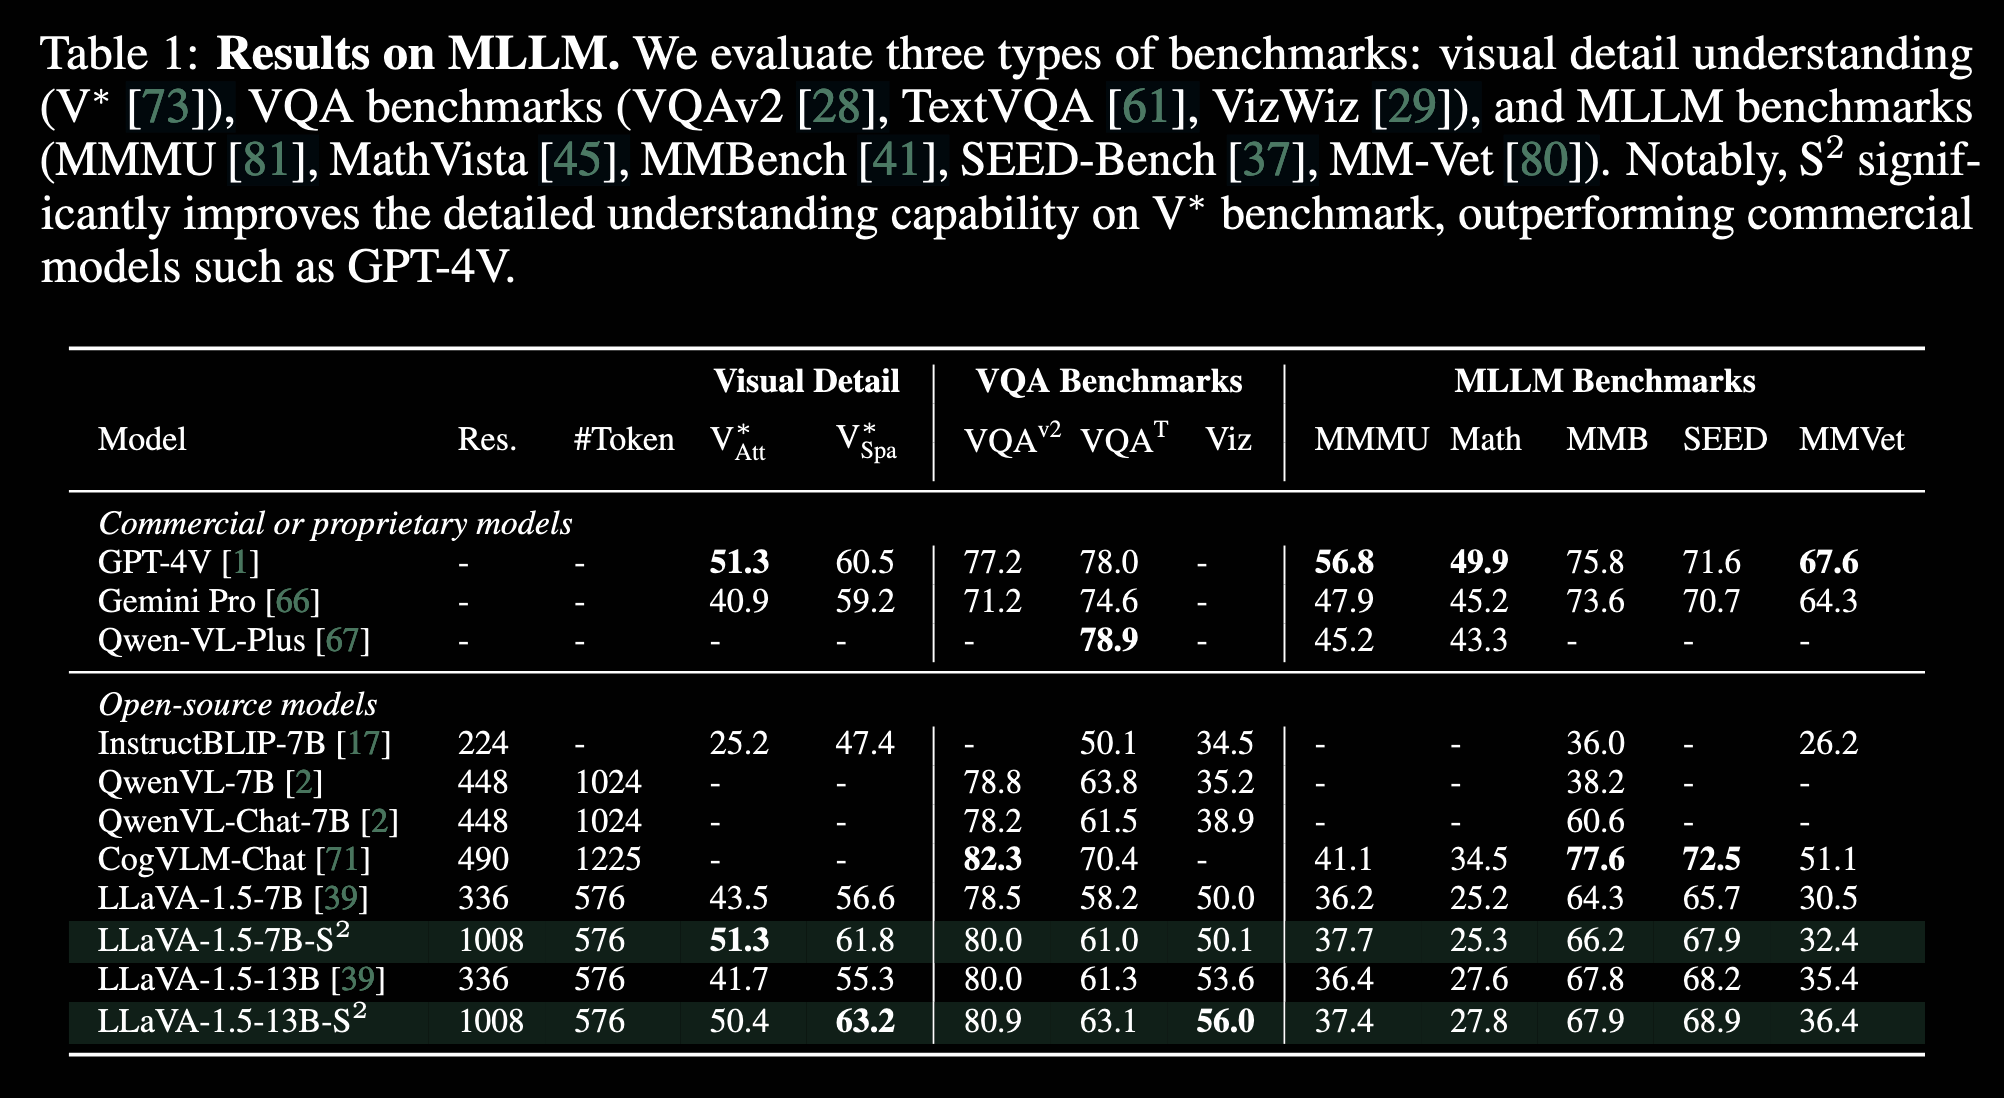 Table 1: Results on MLLM. We evaluate three types of benchmarks: visual detail understanding
(V* [73]), VQA benchmarks (VQAv2 [28], TextVQA [61], VizWiz [29]), and MLLM benchmarks
(MMMU [81], MathVista [45], MMBench [41], SEED-Bench [37], MM-Vet [80]). Notably, S² signif-
icantly improves the detailed understanding capability on V* benchmark, outperforming commercial
models such as GPT-4V.
Visual Detail VQA Benchmarks MLLM Benchmarks
Model Res. #Token V*Att V*Spa VQAv2 VQAT Viz MMMU Math MMB SEED MMVet
Commercial or proprietary models
GPT-4V [1] - - 51.3 60.5 77.2 78.0 - 56.8 49.9 75.8 71.6 67.6
Gemini Pro [66] - - 40.9 59.2 71.2 74.6 - 47.9 45.2 73.6 70.7 64.3
Qwen-VL-Plus [67] - - - - - 78.9 - 45.2 43.3 - - -
Open-source models
InstructBLIP-7B [17] 224 - 25.2 47.4 - 50.1 34.5 - - 36.0 - 26.2
QwenVL-7B [2] 448 1024 - - 78.8 63.8 35.2 - - 38.2 - -
QwenVL-Chat-7B [2] 448 1024 - - 78.2 61.5 38.9 - - 60.6 - -
CogVLM-Chat [71] 490 1225 - - 82.3 70.4 - 41.1 34.5 77.6 72.5 51.1
LLaVA-1.5-7B [39] 336 576 43.5 56.6 78.5 58.2 50.0 36.2 25.2 64.3 65.7 30.5
LLaVA-1.5-7B-S² 1008 576 51.3 61.8 80.0 61.0 50.1 37.7 25.3 66.2 67.9 32.4
LLaVA-1.5-13B [39] 336 576 41.7 55.3 80.0 61.3 53.6 36.4 27.6 67.8 68.2 35.4
LLaVA-1.5-13B-S² 1008 576 50.4 63.2 80.9 63.1 56.0 37.4 27.8 67.9 68.9 36.4